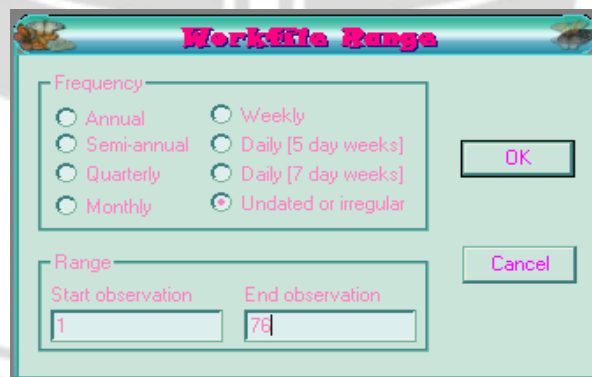 Workfile Range
Frequency
Annual
Semi-annual
Quarterly
Monthly
Weekly
Daily [5 day weeks]
Daily [7 day weeks]
Undated or irregular
Range
Start observation
End observation
1
76
OK
Cancel